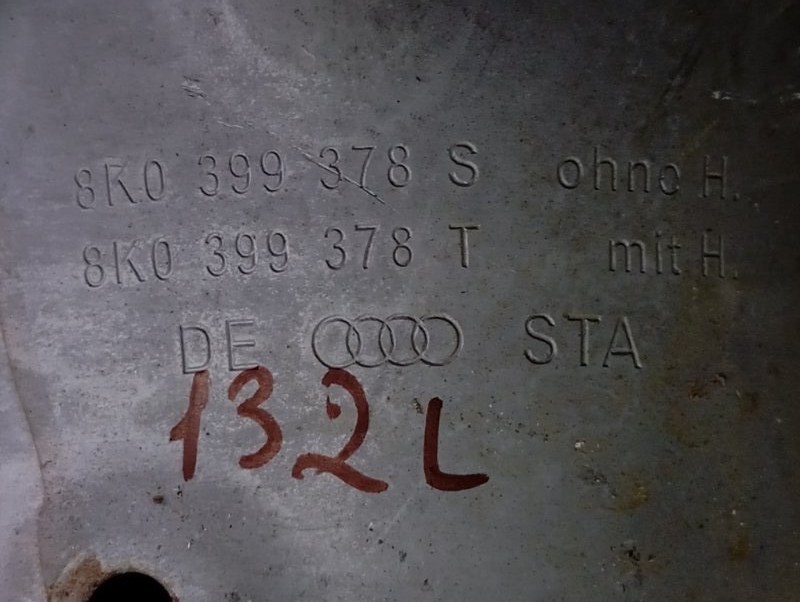 8K0 399 378 S ohne H.
8K0 399 378 T mit H.
DE STA
132L